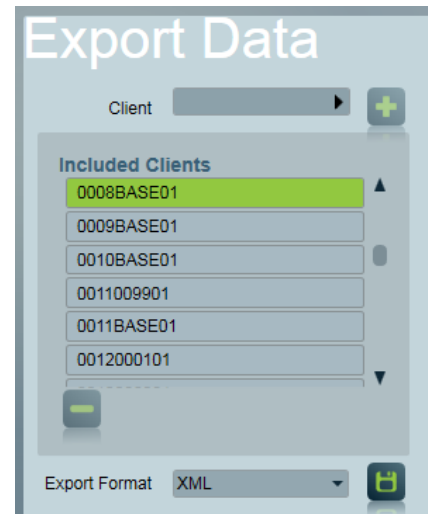 Export Data
Client
Included Clients
0008BASE01
0009BASE01
0010BASE01
0011009901
0011BASE01
0012000101
Export Format XML